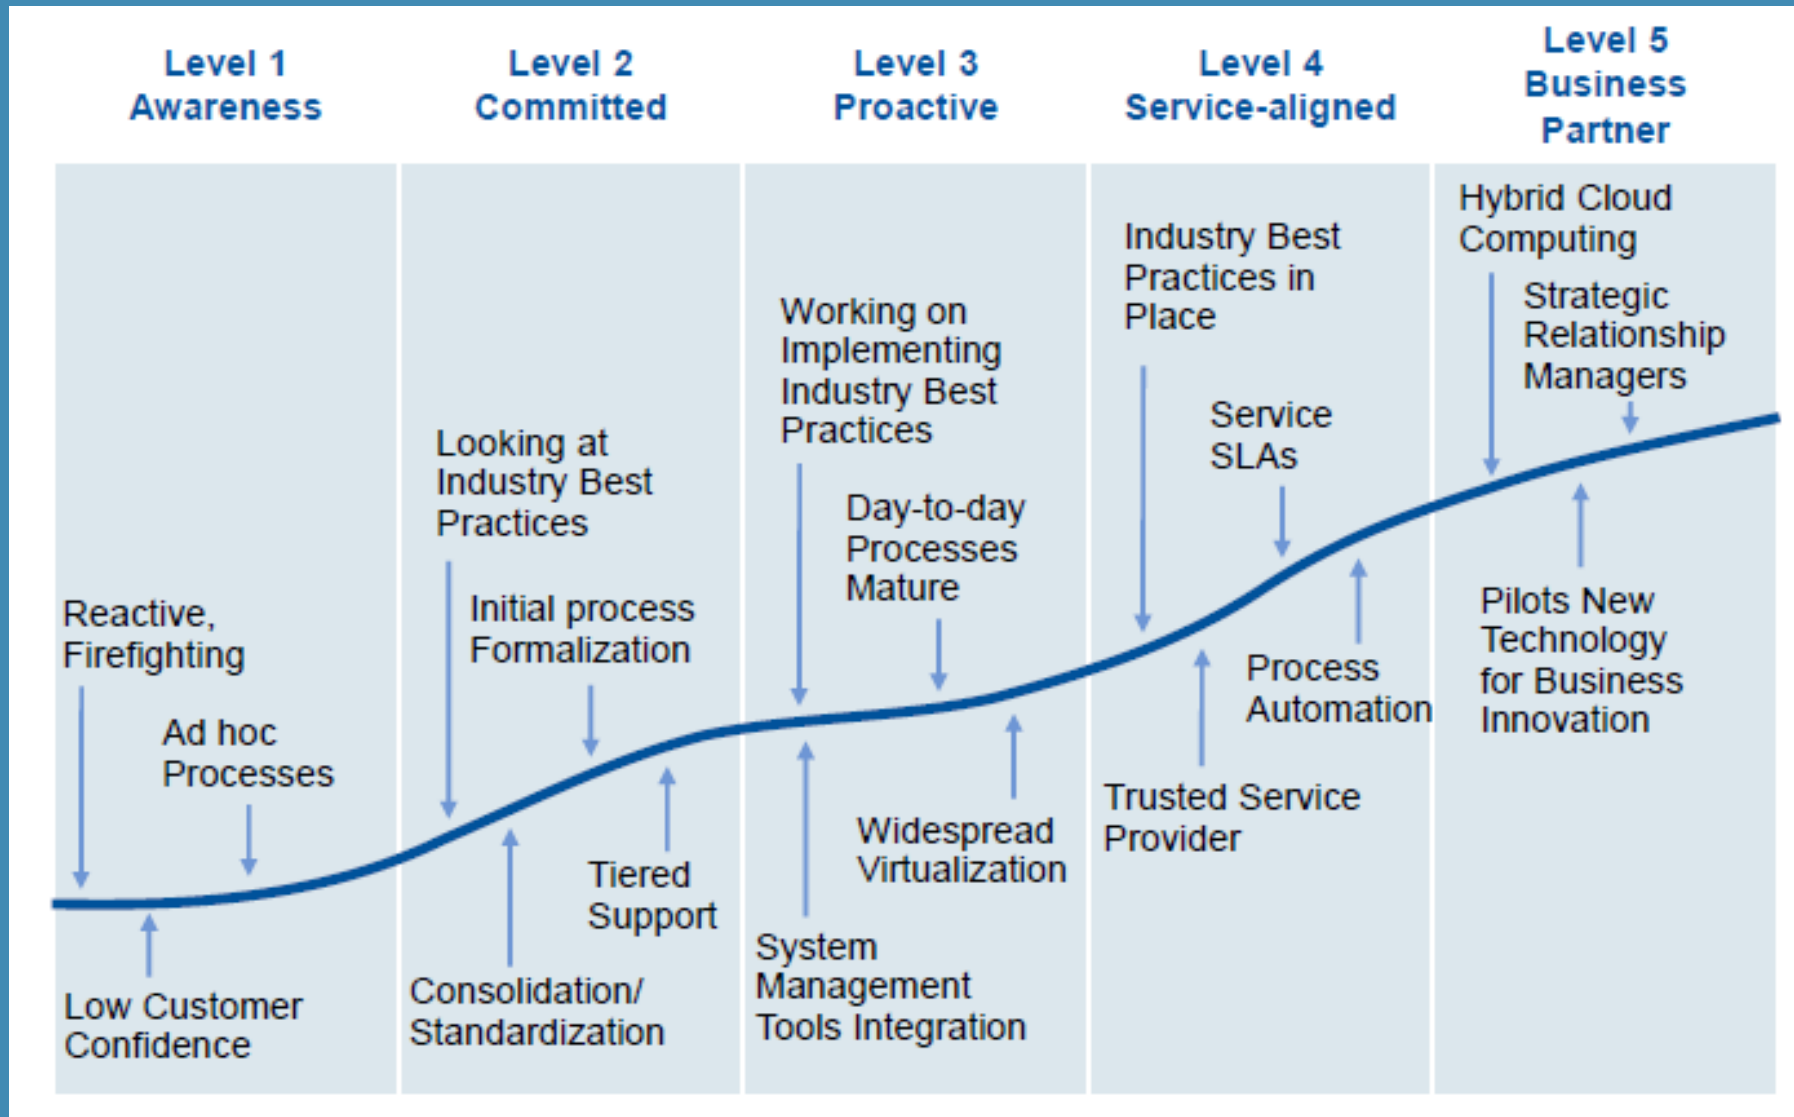 Level 1
Awareness
Level 2
Committed
Level 3
Proactive
Level 4
Service-aligned
Level 5
Business
Partner
Reactive,
Firefighting
Ad hoc
Processes
Low Customer
Confidence
Looking at
Industry Best
Practices
Initial process
Formalization
Tiered
Support
Consolidation/
Standardization
Working on
Implementing
Industry Best
Practices
Day-to-day
Processes
Mature
Widespread
Virtualization
System
Management
Tools Integration
Industry Best
Practices in
Place
Service
SLAs
Process
Automation
Trusted Service
Provider
Hybrid Cloud
Computing
Strategic
Relationship
Managers
Pilots New
Technology
for Business
Innovation